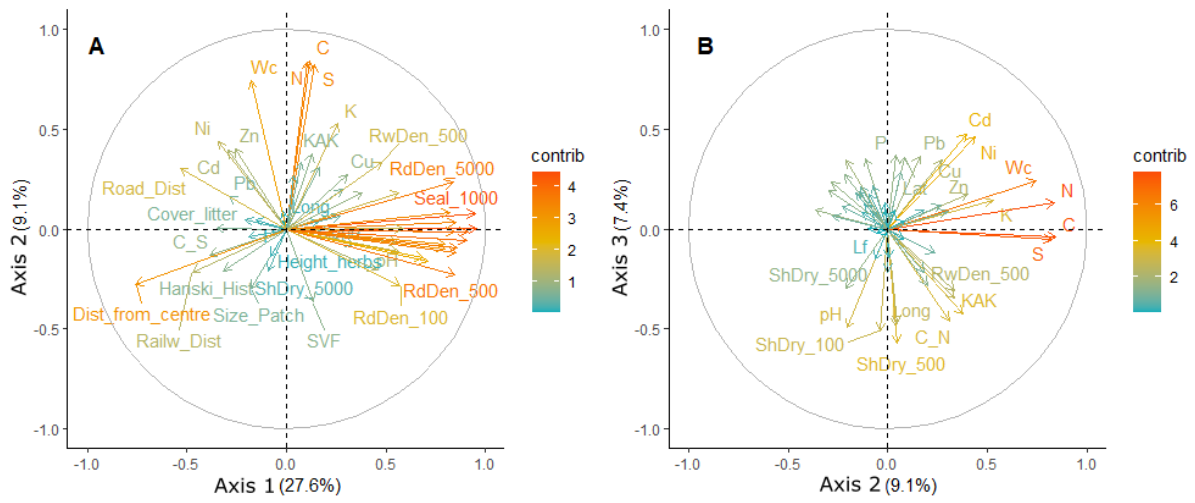 A
1.0
0.5
0.0
-0.5
-1.0
Axis 2 (9.1%)
-1.0
-0.5
0.0
0.5
1.0
Axis 1 (27.6%)
C
Wc
N
S
K
Ni
Zn
KAK
RwDen_500
Cd
Cu
RdDen_5000
Road_Dist
Pb
Seal_1000
Cover_litter
Long
C_S
Height_herbs
pH
Hanski_Hist
ShDry_5000
RdDen_500
Dist_from_centre
Size_Patch
RdDen_100
Railw_Dist
SVF
contrib
4
3
2
1
B
1.0
0.5
0.0
-0.5
-1.0
Axis 3 (7.4%)
-1.0
-0.5
0.0
0.5
1.0
Axis 2 (9.1%)
Cd
P
Pb
Ni
Cu
Wc
Lat
Zn
N
K
C
Lf
S
ShDry_5000
RwDen_500
KAK
pH
Long
C_N
ShDry_100
ShDry_500
contrib
6
4
2